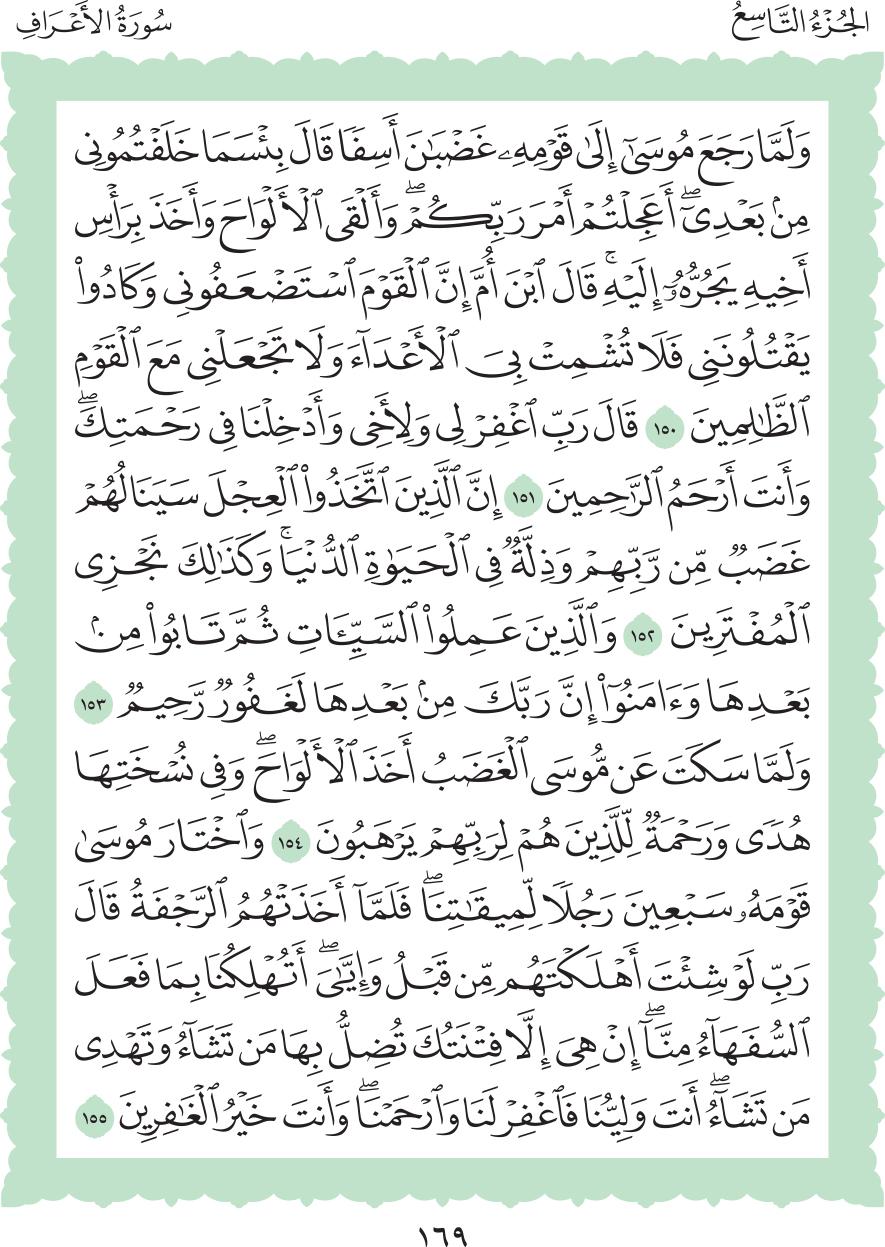 الجُزْءُ التَّاسِعُ
سُورَةُ الأَعْرَافِ
وَلَمَّا رَجَعَ مُوسَىٰٓ إِلَىٰ قَوْمِهِۦ غَضْبَٰنَ أَسِفٗا قَالَ بِئْسَمَا خَلَفْتُمُونِي
مِنۢ بَعْدِيٓۖ أَعَجِلْتُمْ أَمْرَ رَبِّكُمْۖ وَأَلْقَى ٱلْأَلْوَاحَ وَأَخَذَ بِرَأْسِ
أَخِيهِ يَجُرُّهُۥٓ إِلَيْهِۚ قَالَ ٱبْنَ أُمَّ إِنَّ ٱلْقَوْمَ ٱسْتَضْعَفُونِي وَكَادُواْ
يَقْتُلُونَنِي فَلَا تُشْمِتْ بِيَ ٱلْأَعْدَآءَ وَلَا تَجْعَلْنِي مَعَ ٱلْقَوْمِ
ٱلظَّٰلِمِينَ ١٥٠ قَالَ رَبِّ ٱغْفِرْ لِي وَلِأَخِي وَأَدْخِلْنَا فِي رَحْمَتِكَۖ
وَأَنتَ أَرْحَمُ ٱلرَّٰحِمِينَ ١٥١ إِنَّ ٱلَّذِينَ ٱتَّخَذُواْ ٱلْعِجْلَ سَيَنَالُهُمْ
غَضَبٞ مِّن رَّبِّهِمْ وَذِلَّةٞ فِي ٱلْحَيَوٰةِ ٱلدُّنْيَاۚ وَكَذَٰلِكَ نَجْزِي
ٱلْمُفْتَرِينَ ١٥٢ وَٱلَّذِينَ عَمِلُواْ ٱلسَّيِّـَٔاتِ ثُمَّ تَابُواْ مِنۢ
بَعْدِهَا وَءَامَنُوٓاْ إِنَّ رَبَّكَ مِنۢ بَعْدِهَا لَغَفُورٞ رَّحِيمٞ ١٥٣
وَلَمَّا سَكَتَ عَن مُّوسَى ٱلْغَضَبُ أَخَذَ ٱلْأَلْوَاحَۖ وَفِي نُسْخَتِهَا
هُدٗى وَرَحْمَةٞ لِّلَّذِينَ هُمْ لِرَبِّهِمْ يَرْهَبُونَ ١٥٤ وَٱخْتَارَ مُوسَىٰ
قَوْمَهُۥ سَبْعِينَ رَجُلٗا لِّمِيقَٰتِنَاۖ فَلَمَّآ أَخَذَتْهُمُ ٱلرَّجْفَةُ قَالَ
رَبِّ لَوْ شِئْتَ أَهْلَكْتَهُم مِّن قَبْلُ وَإِيَّٰيَۖ أَتُهْلِكُنَا بِمَا فَعَلَ
ٱلسُّفَهَآءُ مِنَّآۖ إِنْ هِيَ إِلَّا فِتْنَتُكَ تُضِلُّ بِهَا مَن تَشَآءُ وَتَهْدِي
مَن تَشَآءُۖ أَنتَ وَلِيُّنَا فَٱغْفِرْ لَنَا وَٱرْحَمْنَاۖ وَأَنتَ خَيْرُ ٱلْغَٰفِرِينَ ١٥٥
١٦٩